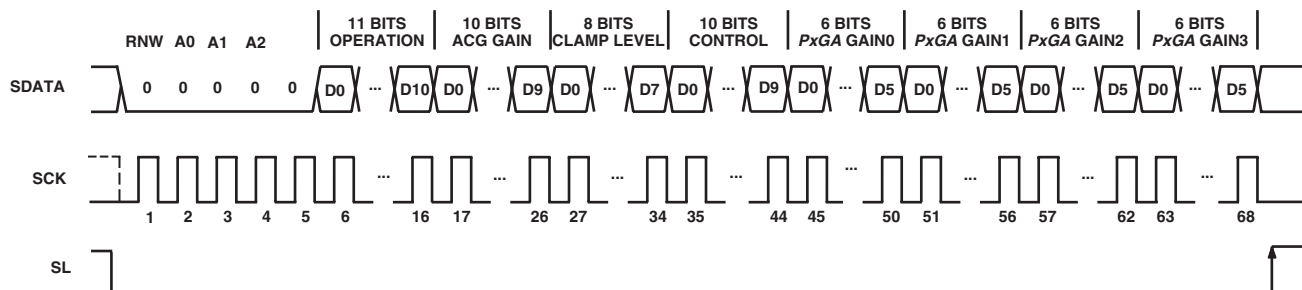 11 BITS OPERATION
10 BITS ACG GAIN
8 BITS CLAMP LEVEL
10 BITS CONTROL
6 BITS PxGA GAIN0
6 BITS PxGA GAIN1
6 BITS PxGA GAIN2
6 BITS PxGA GAIN3
RNW A0 A1 A2
SDATA 0 0 0 0 0 D0 ... D10 D0 ... D9 D0 ... D7 D0 ... D9 D0 ... D5 D0 ... D5 D0 ... D5 D0 ... D5
SCK ... ... ... ... ... ... ... ...
1 2 3 4 5 6 16 17 26 27 34 35 44 45 50 51 56 57 62 63 68
SL